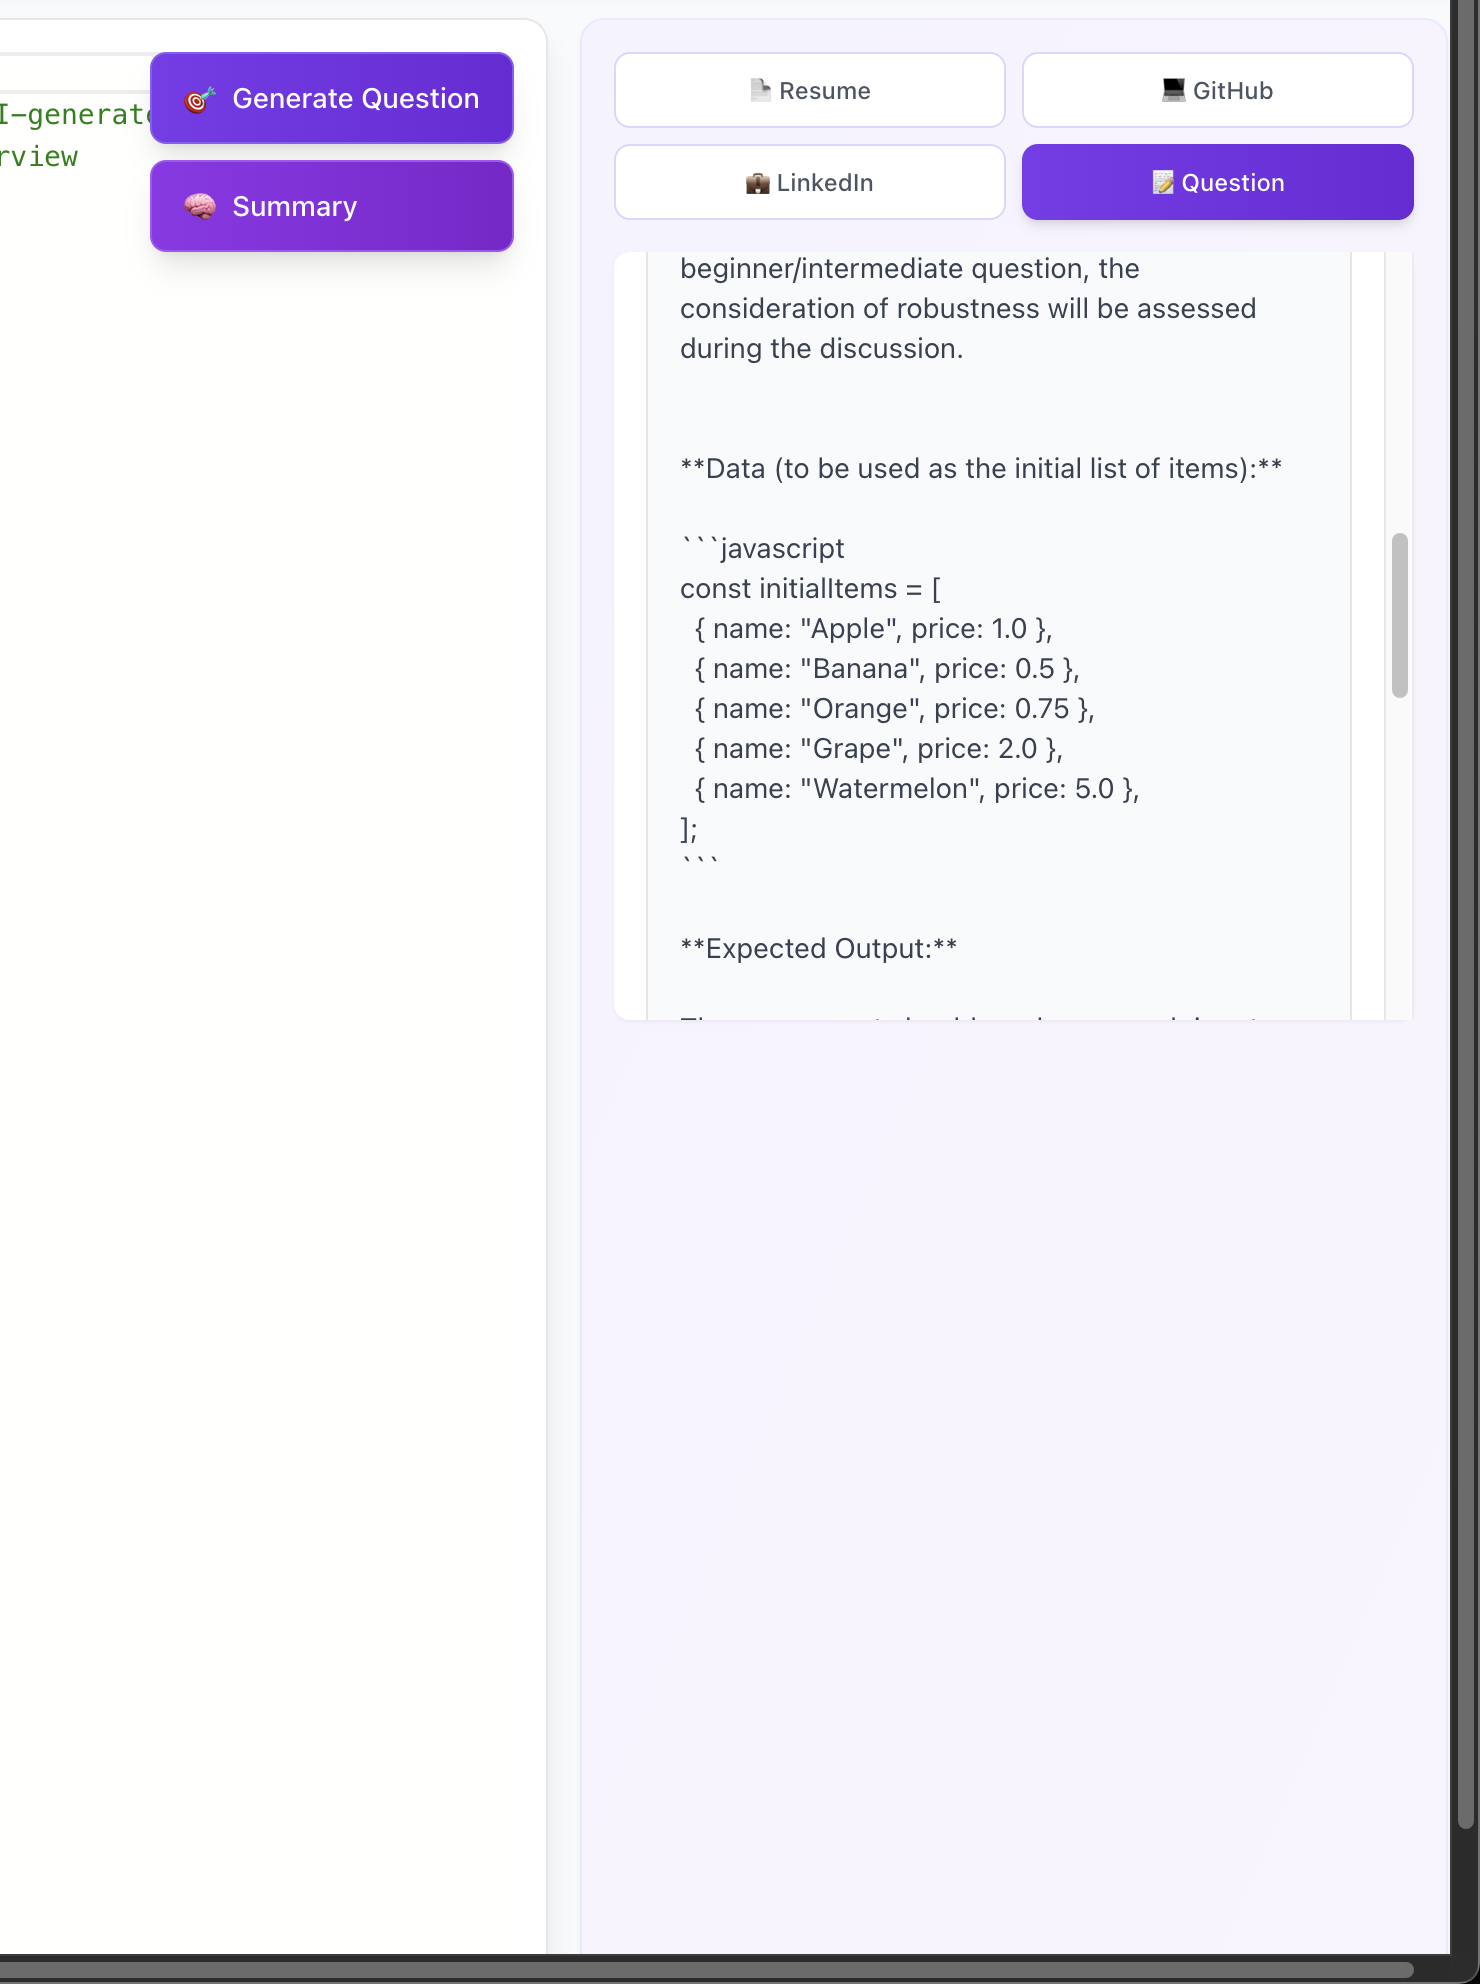 I-generate
rview
Generate Question
Summary
Resume
GitHub
LinkedIn
Question
beginner/intermediate question, the
consideration of robustness will be assessed
during the discussion.
**Data (to be used as the initial list of items):**
```javascript
const initialItems = [
  { name: "Apple", price: 1.0 },
  { name: "Banana", price: 0.5 },
  { name: "Orange", price: 0.75 },
  { name: "Grape", price: 2.0 },
  { name: "Watermelon", price: 5.0 },
];
```
**Expected Output:**